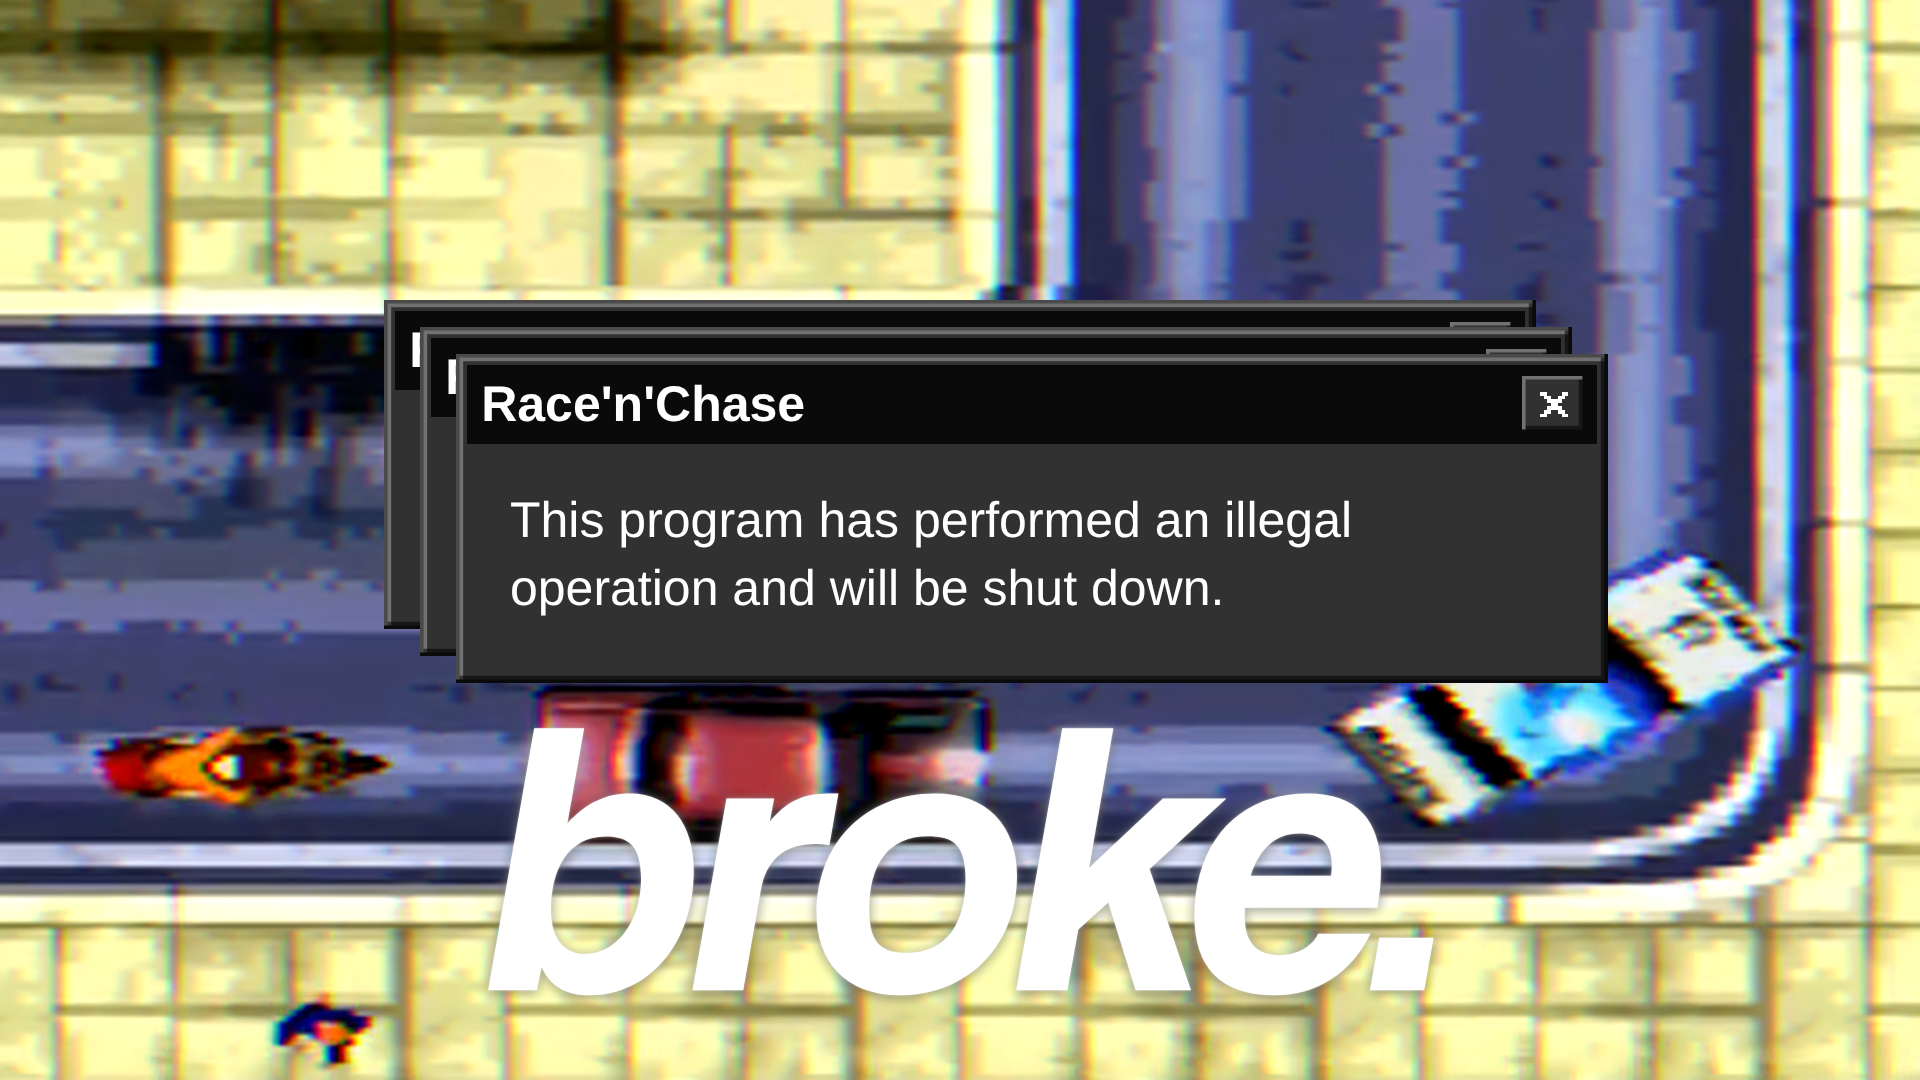 Race'n'Chase
This program has performed an illegal
operation and will be shut down.
broke.